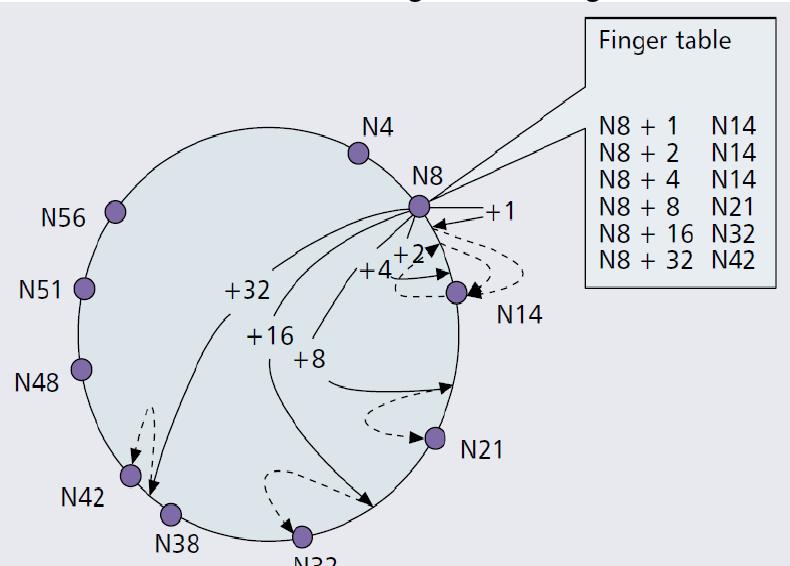 Finger table
N8 + 1 N14
N8 + 2 N14
N8 + 4 N14
N8 + 8 N21
N8 + 16 N32
N8 + 32 N42
N4
N8
+1
N56
+2
+4
N51
+32
N14
+16
+8
N48
N21
N42
N38
N32